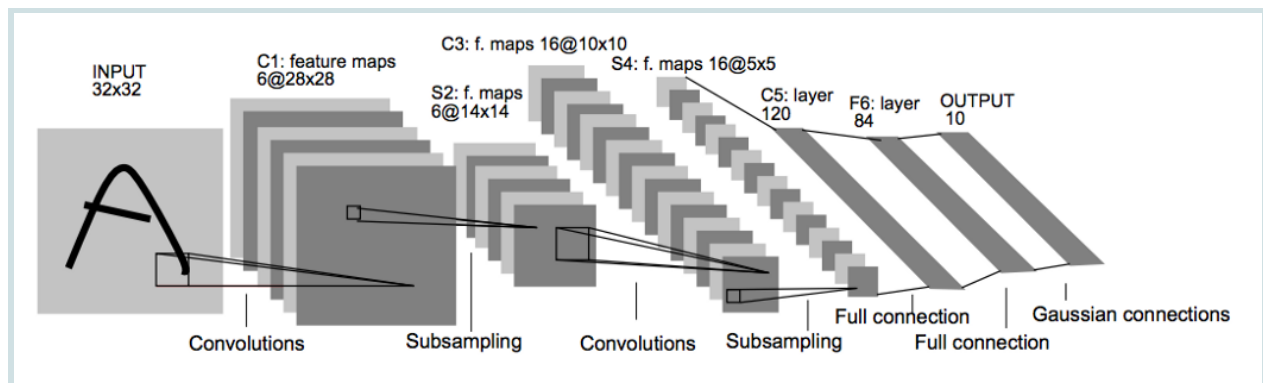 INPUT
32x32
C1: feature maps
6@28x28
S2: f. maps
6@14x14
C3: f. maps 16@10x10
S4: f. maps 16@5x5
C5: layer
120
F6: layer
84
OUTPUT
10
Convolutions
Subsampling
Convolutions
Subsampling
Full connection
Full connection
Gaussian connections
A